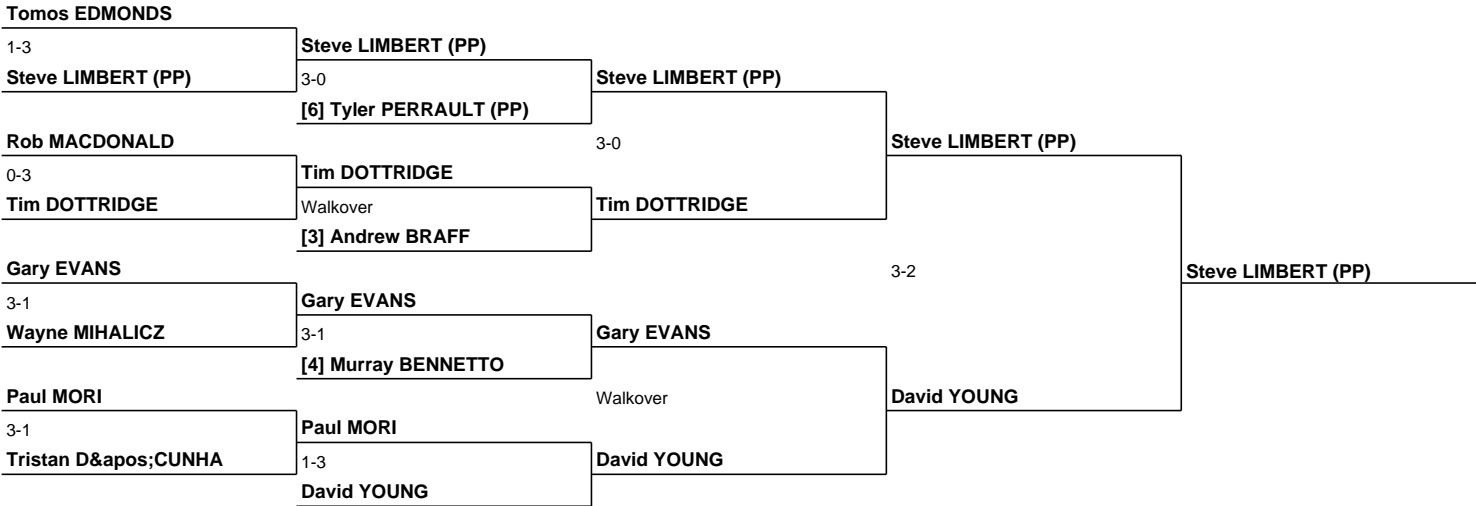 Tomos EDMONDS
1-3
Steve LIMBERT (PP)
Steve LIMBERT (PP)
3-0
Steve LIMBERT (PP)
[6] Tyler PERRAULT (PP)
Rob MACDONALD
3-0
Steve LIMBERT (PP)
0-3
Tim DOTTRIDGE
Tim DOTTRIDGE
Walkover
Tim DOTTRIDGE
[3] Andrew BRAFF
Gary EVANS
3-2
Steve LIMBERT (PP)
3-1
Gary EVANS
Wayne MIHALICZ
3-1
Gary EVANS
[4] Murray BENNETTO
Paul MORI
Walkover
David YOUNG
3-1
Paul MORI
Tristan D&apos;CUNHA
1-3
David YOUNG
David YOUNG